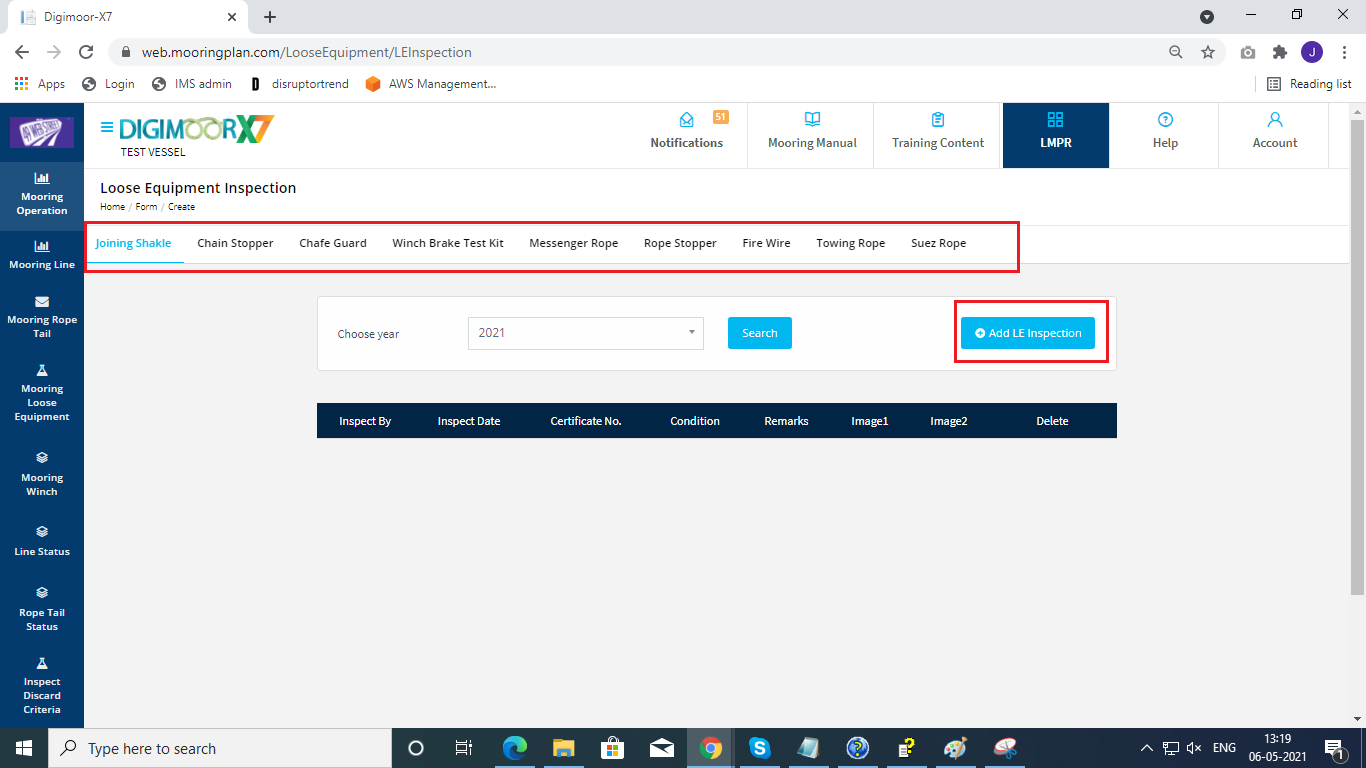 Digimoor-X7
web.mooringplan.com/LooseEquipment/LEInspection
J
Apps
Login
IMS admin
disruptortrend
AWS Management...
Reading list
49 WEB STREET
DIGIMOORX7
TEST VESSEL
51
Notifications
Mooring Manual
Training Content
LMPR
Help
Account
Mooring
Operation
Mooring Line
Mooring Rope
Tail
Mooring
Loose
Equipment
Mooring
Winch
Line Status
Rope Tail
Status
Inspect
Discard
Criteria
Loose Equipment Inspection
Home / Form / Create
Joining Shakle
Chain Stopper
Chafe Guard
Winch Brake Test Kit
Messenger Rope
Rope Stopper
Fire Wire
Towing Rope
Suez Rope
Choose year
2021
Search
Add LE Inspection
Inspect By
Inspect Date
Certificate No.
Condition
Remarks
Image1
Image2
Delete
Type here to search
ENG
13:19
06-05-2021
1